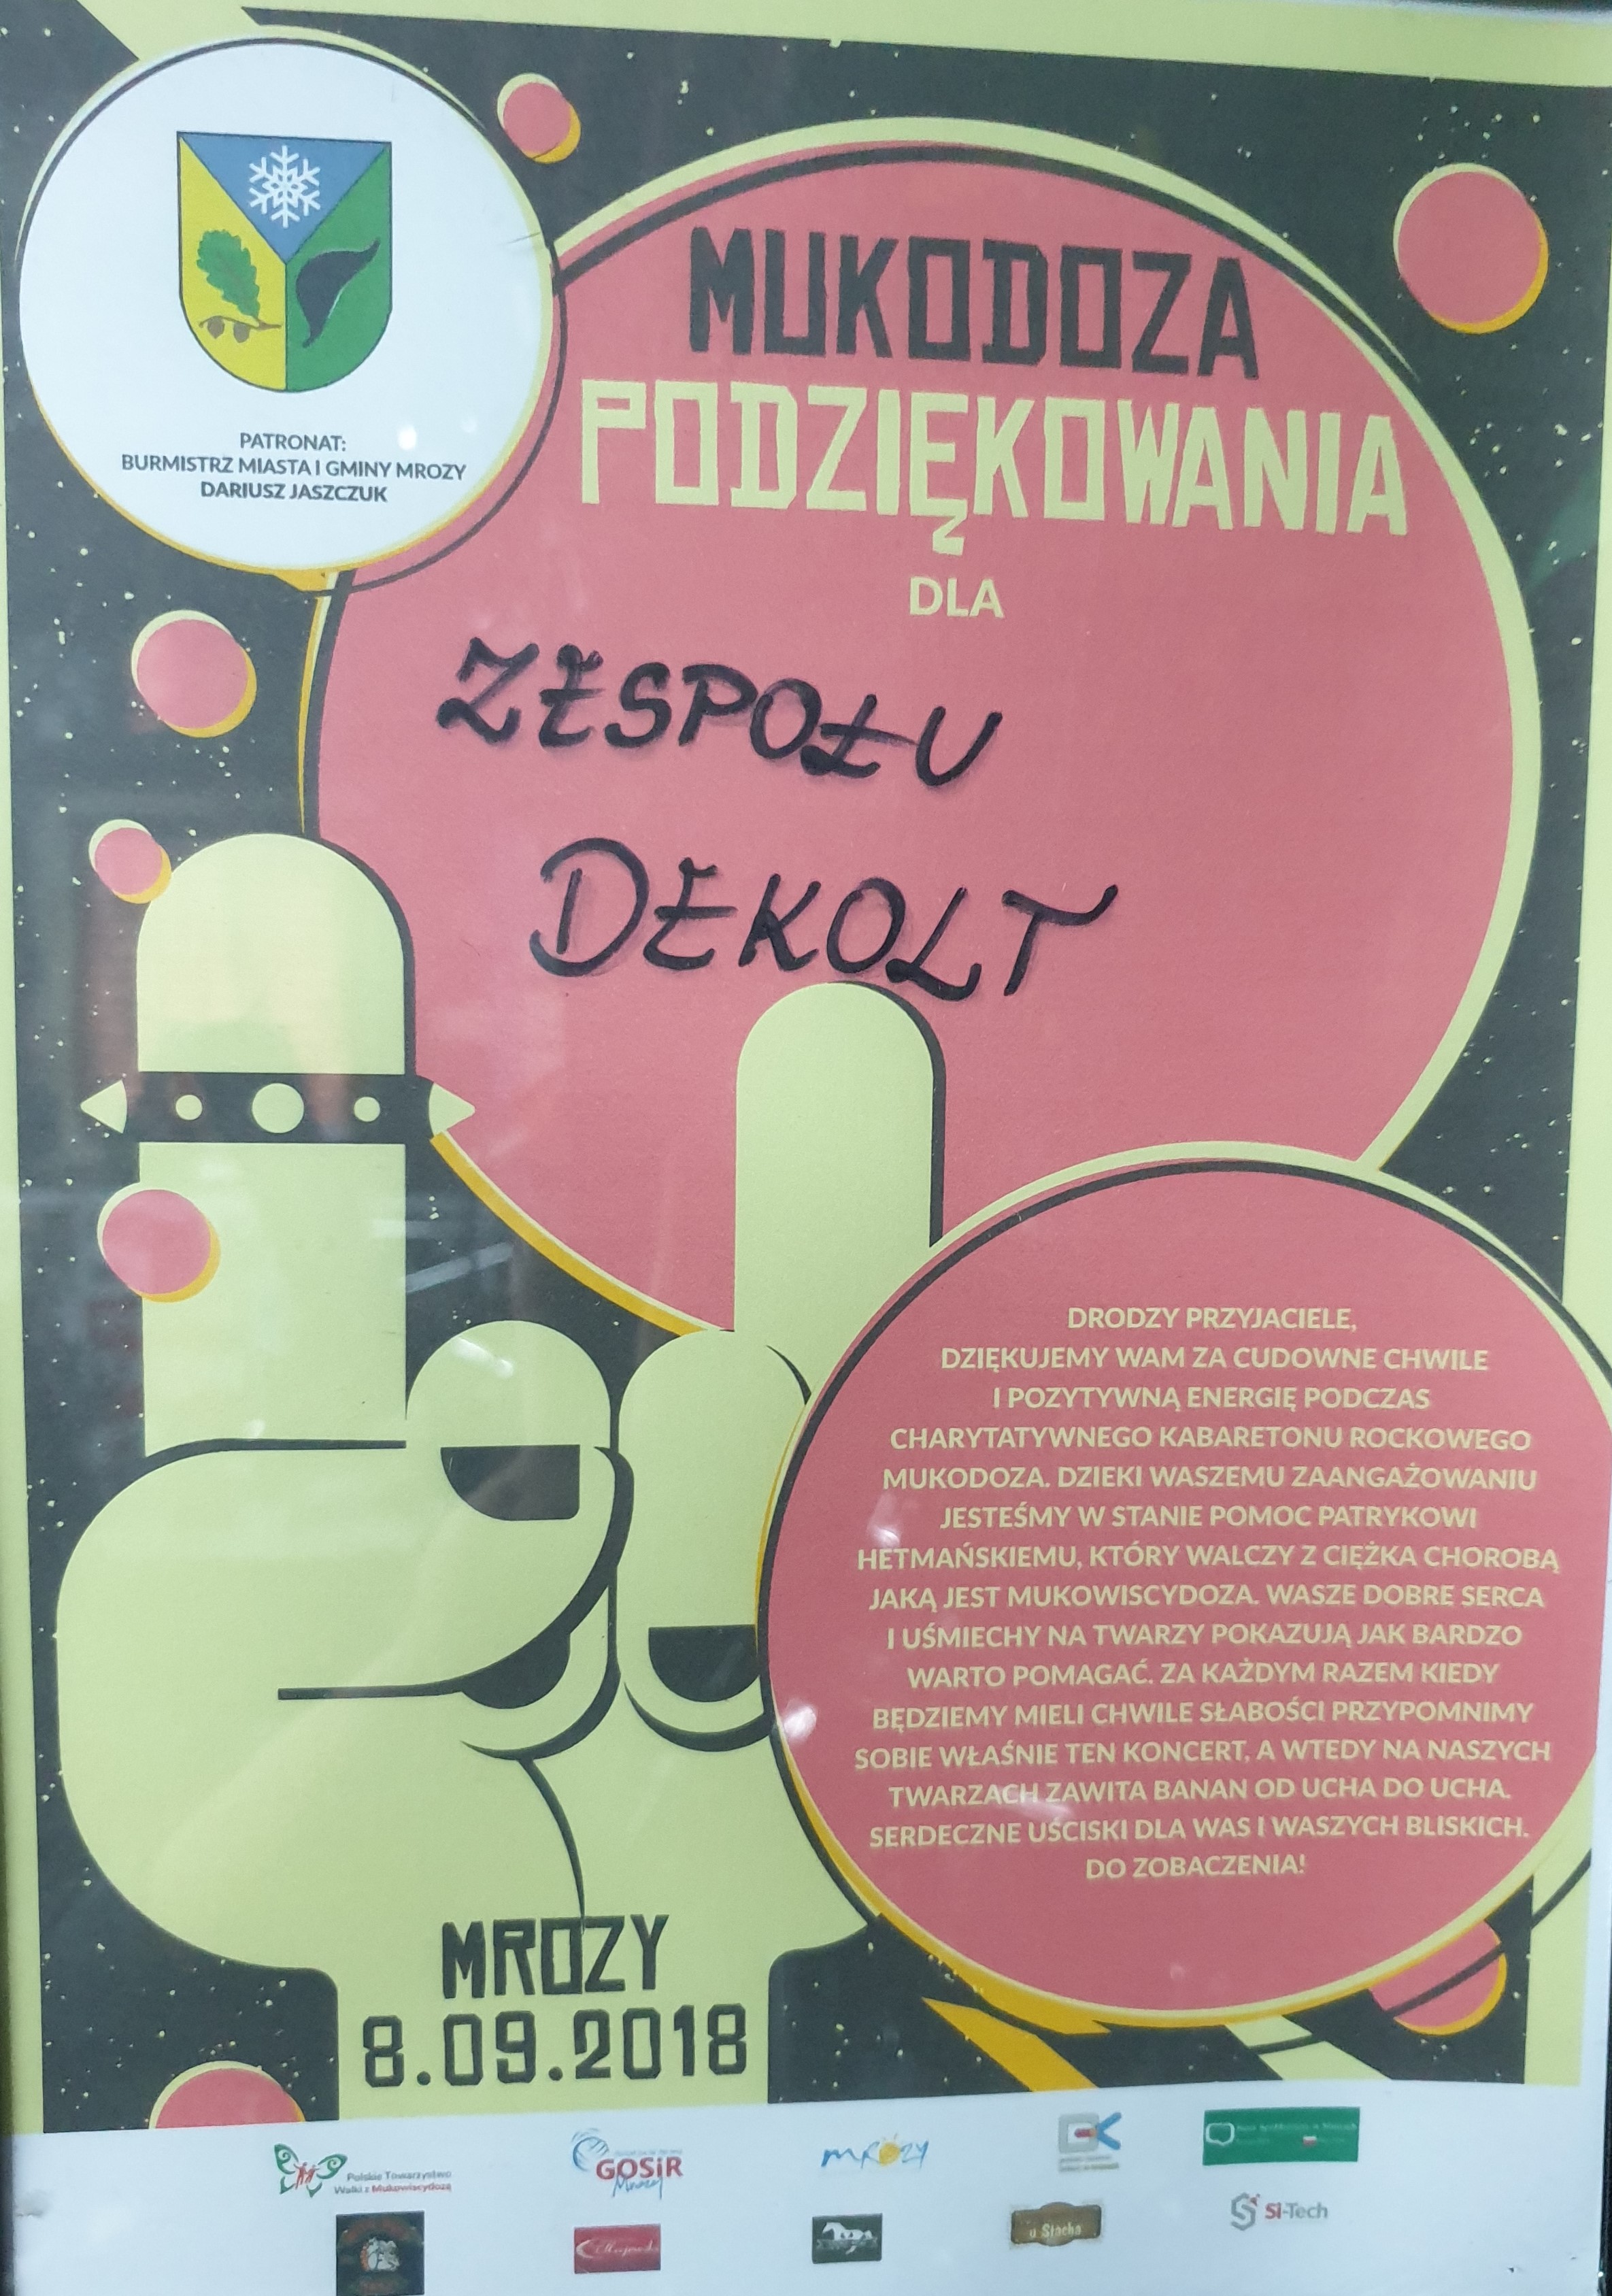 PATRONAT:
BURMISTRZ MIASTA I GMINY MROZY
DARIUSZ JASZCZUK
MUKODOZA
PODZIĘKOWANIA
DLA
ZESPOŁU
DEKOLT
DRODZY PRZYJACIELE,
DZIĘKUJEMY WAM ZA CUDOWNE CHWILE
I POZYTYWNĄ ENERGIĘ PODCZAS
CHARYTATYWNEGO KABARETONU ROCKOWEGO
MUKODOZA. DZIEKI WASZEMU ZAANGAŻOWANIU
JESTEŚMY W STANIE POMOC PATRYKOWI
HETMAŃSKIEMU, KTÓRY WALCZY Z CIĘŻKA CHOROBĄ
JAKĄ JEST MUKOWISCYDOZA. WASZE DOBRE SERCA
I UŚMIECHY NA TWARZY POKAZUJĄ JAK BARDZO
WARTO POMAGAĆ. ZA KAŻDYM RAZEM KIEDY
BĘDZIEMY MIELI CHWILE SŁABOŚCI PRZYPOMNIMY
SOBIE WŁAŚNIE TEN KONCERT, A WTEDY NA NASZYCH
TWARZACH ZAWITA BANAN OD UCHA DO UCHA.
SERDECZNE UŚCISKI DLA WAS I WASZYCH BLISKICH.
DO ZOBACZENIA!
MROZY
8.09.2018
Polskie Towarzystwo
Walki z Mukowiscydozą
GOSiR
Mrozy
mrozy
u Stacha
Si-Tech